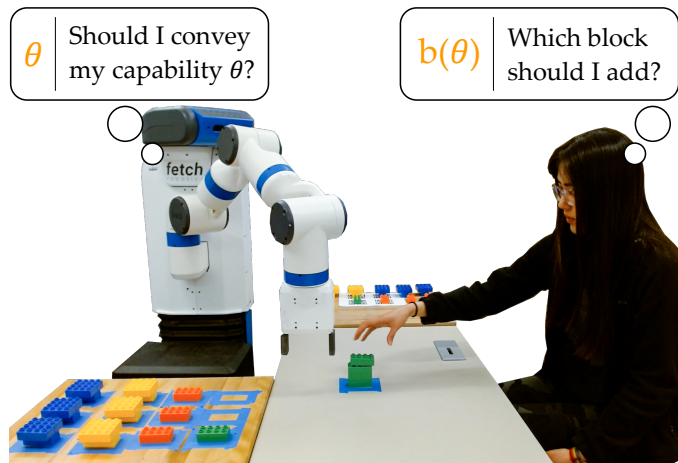 θ
Should I convey
my capability θ?
b(θ)
Which block
should I add?
fetch